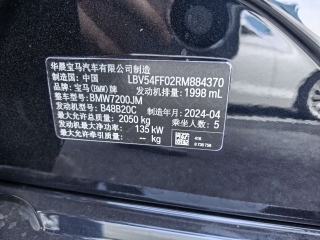 华晨宝马汽车有限公司制造
制造国：中国 LBV54FF02RM884370
品牌：宝马(BMW)牌 发动机排量：1998 mL
整车型号：BMW7200JM
发动机型号：B48B20C 制造年月：2024-04
最大允许总质量：2050 kg 乘坐人数：5
发动机最大净功率：135 kW
最大允许牵引质量：-- kg